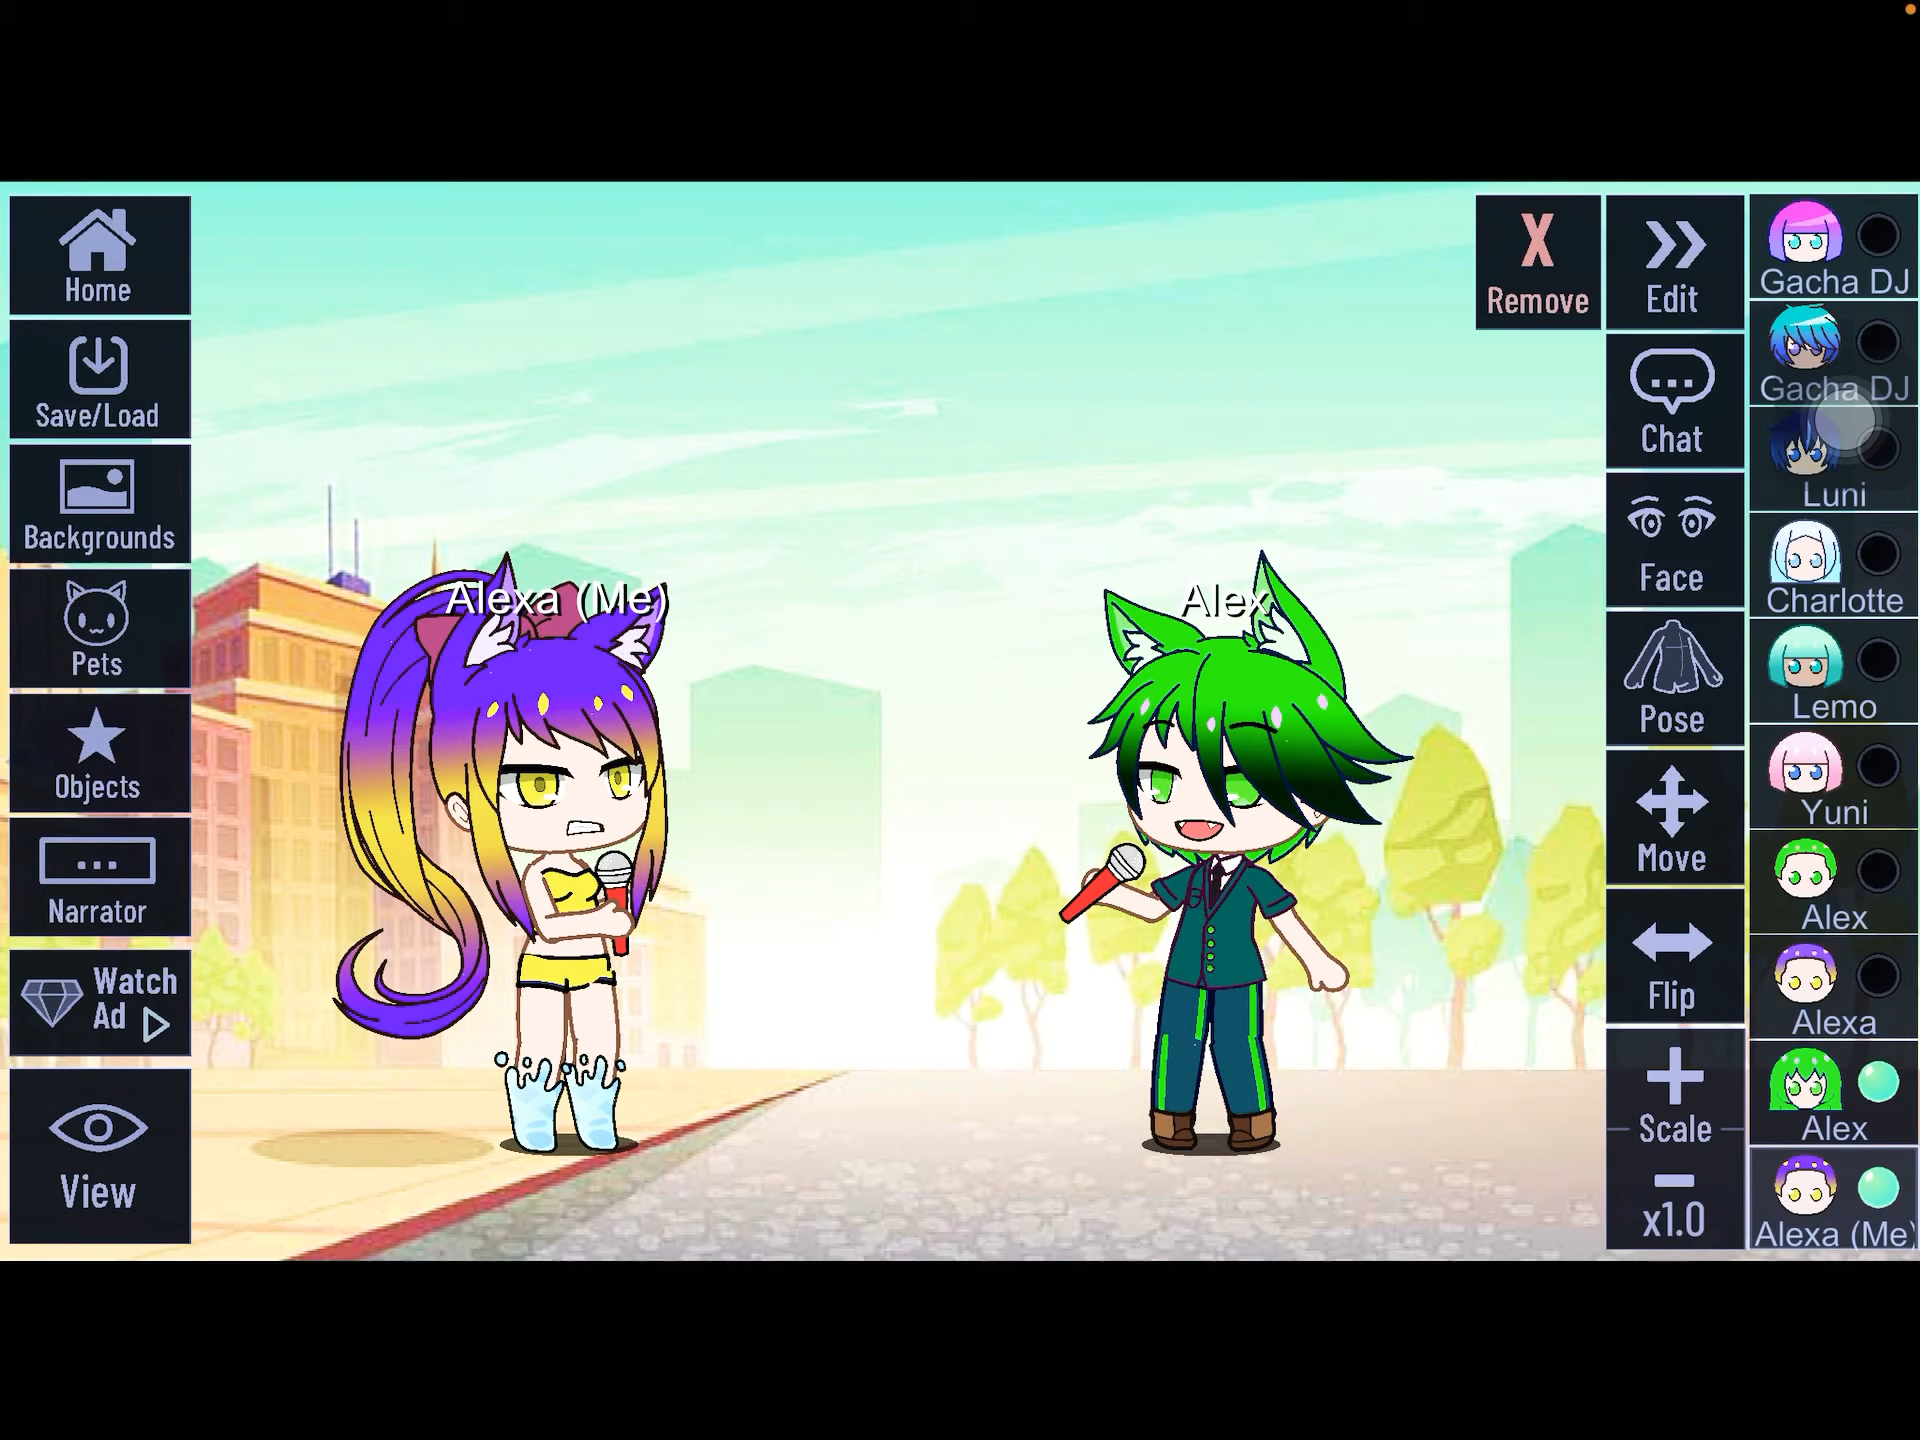 Home
Save/Load
Backgrounds
Pets
Objects
Narrator
Watch
Ad
View
Alexa (Me)
Alex
X
Remove
Edit
Chat
Face
Pose
Move
Flip
Scale
x1.0
Gacha DJ
Gacha DJ
Luni
Charlotte
Lemo
Yuni
Alex
Alexa
Alex
Alexa (Me)